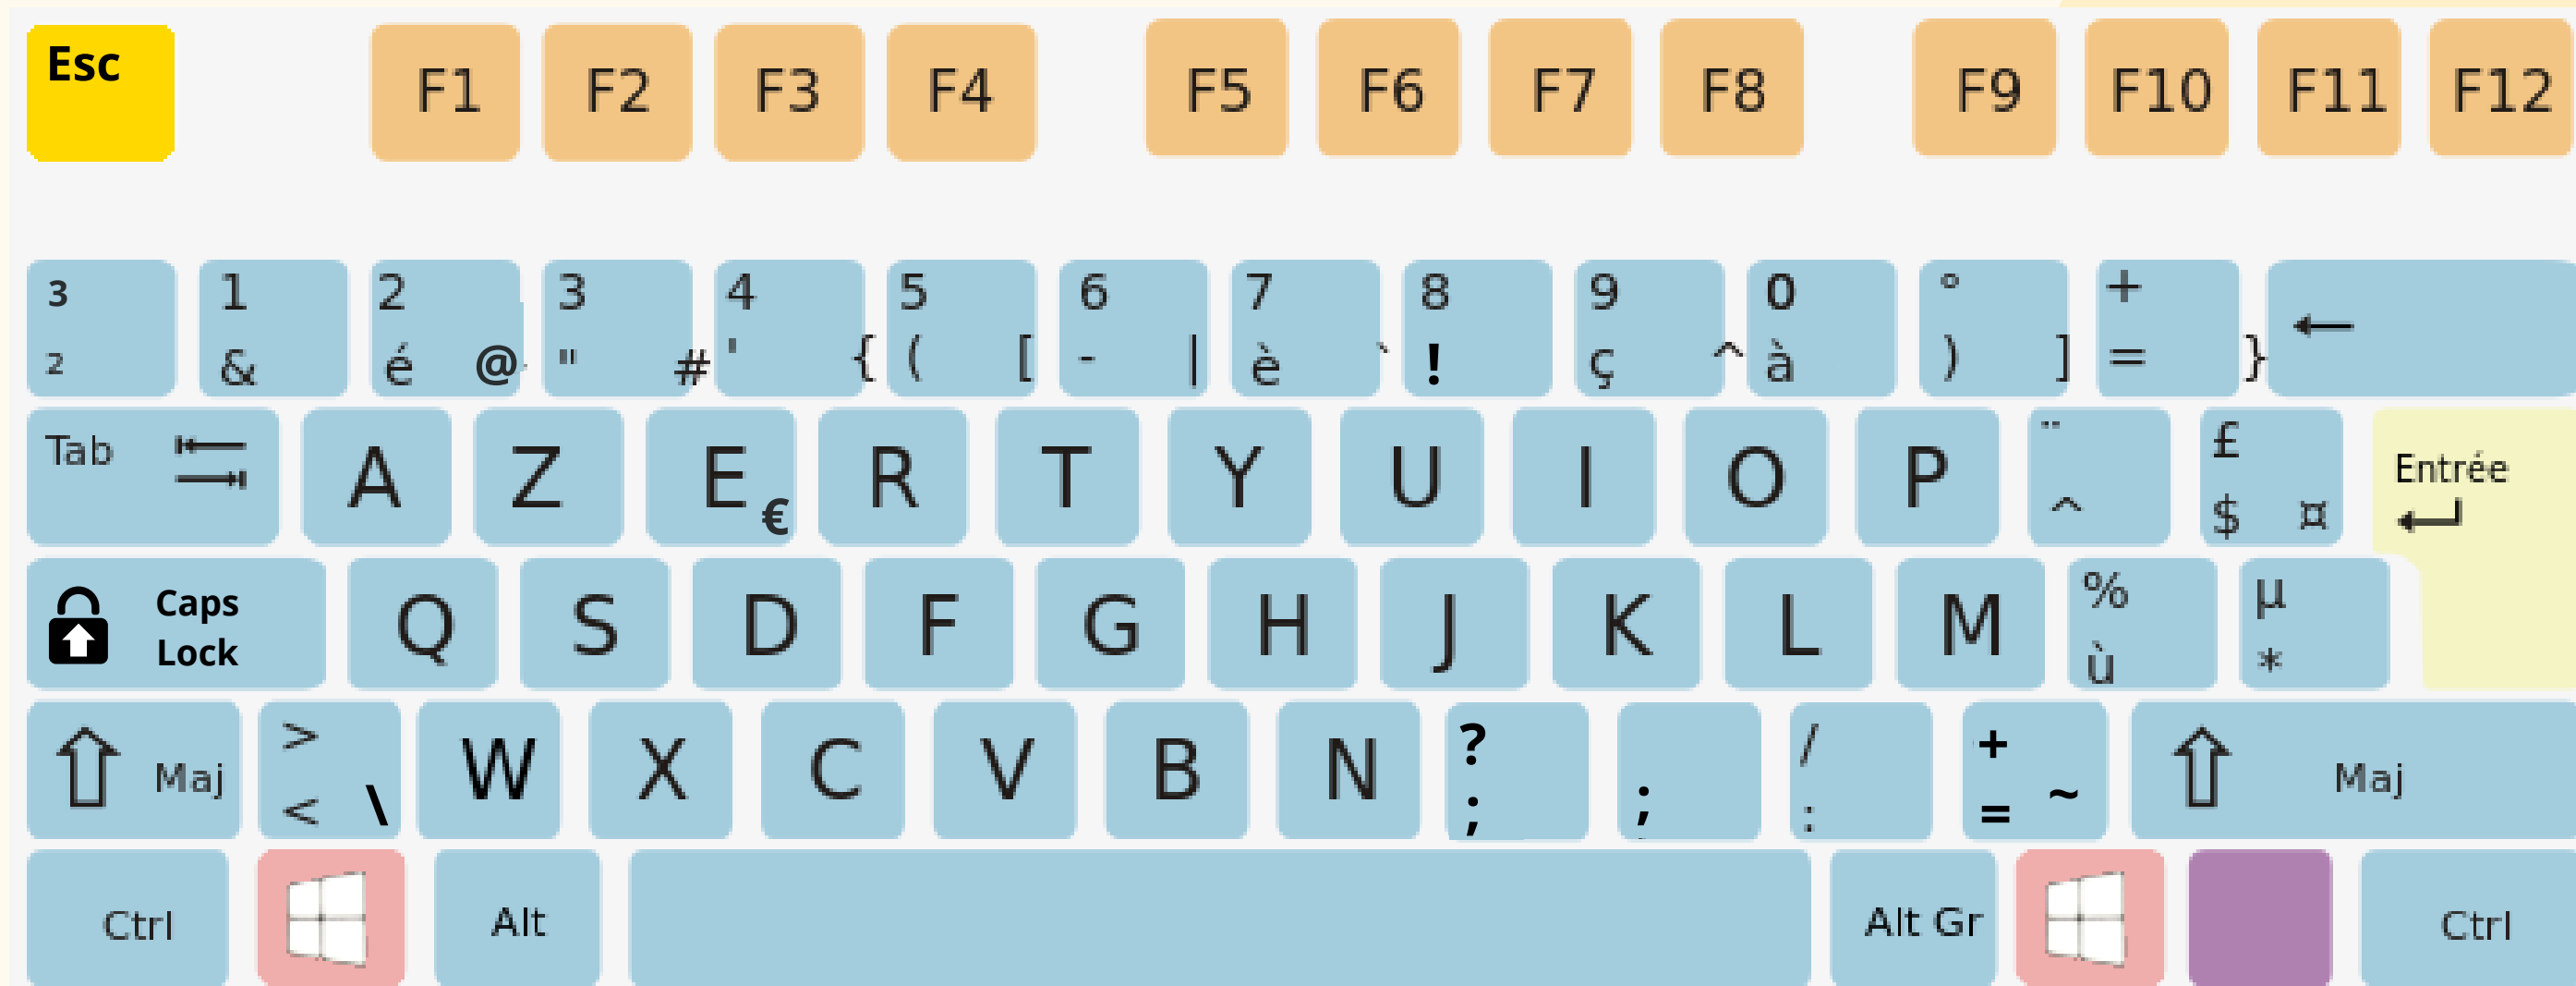 Esc F1 F2 F3 F4 F5 F6 F7 F8 F9 F10 F11 F12
3 1 2 3 4 5 6 7 8 9 0 ° +
2 & é @ " # ' { ( [ - | è ` ! ç ^ à ) ] = } ←
Tab A Z E € R T Y U I O P ¨ ^ £ $ ¤ Entrée
Caps Lock Q S D F G H J K L M % ù µ *
Maj > < \ W X C V B N ? ; ; / : + = ~ Maj
Ctrl Alt Alt Gr Ctrl